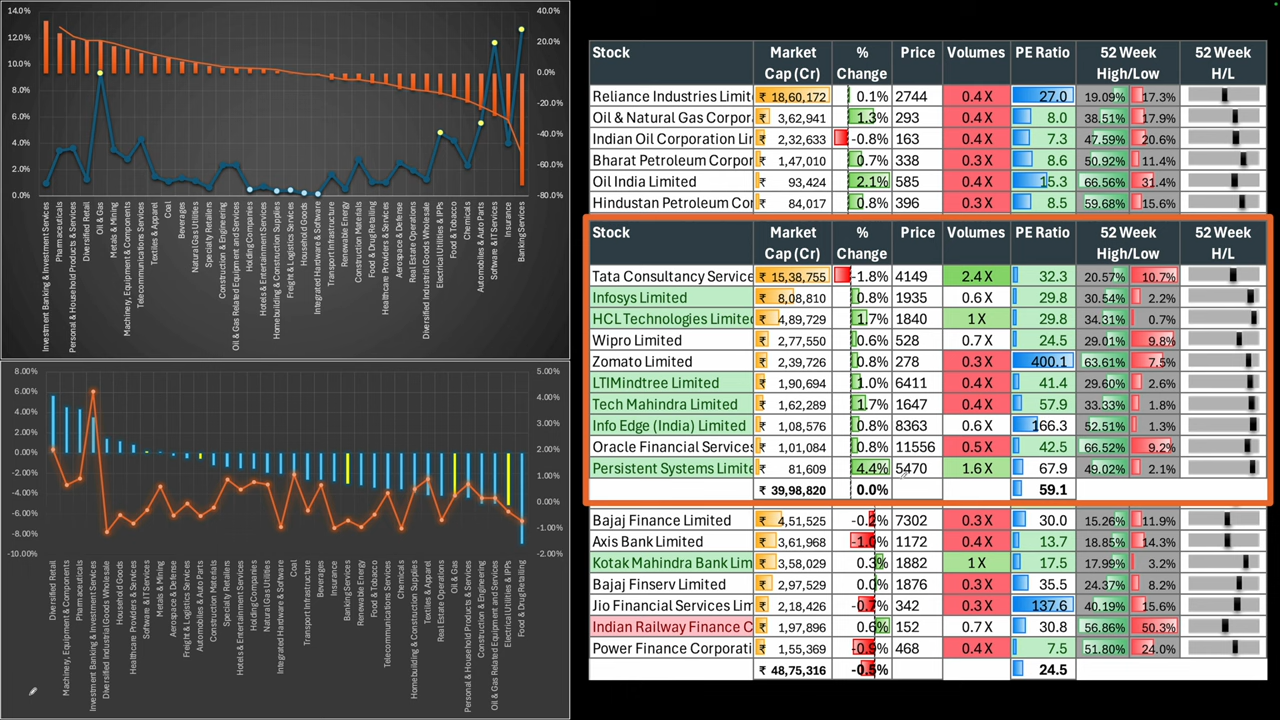 14.0%
12.0%
10.0%
8.0%
6.0%
4.0%
2.0%
0.0%
40.0%
20.0%
0.0%
-20.0%
-40.0%
-60.0%
-80.0%
Investment Banking & Investment Services
Pharmaceuticals
Personal & Household Products & Services
Diversified Retail
Oil & Gas
Metals & Mining
Machinery, Equipment & Components
Telecommunications Services
Textiles & Apparel
Coal
Beverages
Natural Gas Utilities
Specialty Retailers
Construction & Engineering
Oil & Gas Related Equipment and Services
Holding Companies
Hotels & Entertainment Services
Homebuilding & Construction Supplies
Freight & Logistics Services
Household Goods
Integrated Hardware & Software
Transport Infrastructure
Renewable Energy
Construction Materials
Food & Drug Retailing
Healthcare Providers & Services
Aerospace & Defense
Real Estate Operations
Diversified Industrial Goods Wholesale
Electrical Utilities & IPPs
Food & Tobacco
Chemicals
Automobiles & Auto Parts
Software & IT Services
Insurance
Banking Services
8.00%
6.00%
4.00%
2.00%
0.00%
-2.00%
-4.00%
-6.00%
-8.00%
-10.00%
5.00%
4.00%
3.00%
2.00%
1.00%
0.00%
-1.00%
-2.00%
Diversified Retail
Machinery, Equipment & Components
Pharmaceuticals
Investment Banking & Investment Services
Diversified Industrial Goods Wholesale
Household Goods
Healthcare Providers & Services
Software & IT Services
Metals & Mining
Aerospace & Defense
Freight & Logistics Services
Automobiles & Auto Parts
Construction Materials
Specialty Retailers
Hotels & Entertainment Services
Holding Companies
Natural Gas Utilities
Integrated Hardware & Software
Coal
Transport Infrastructure
Beverages
Insurance
Banking Services
Renewable Energy
Food & Tobacco
Telecommunications Services
Chemicals
Homebuilding & Construction Supplies
Textiles & Apparel
Real Estate Operations
Oil & Gas
Personal & Household Products & Services
Construction & Engineering
Oil & Gas Related Equipment and Services
Electrical Utilities & IPPs
Food & Drug Retailing
Stock Market Cap (Cr) % Change Price Volumes PE Ratio 52 Week High/Low 52 Week H/L
Reliance Industries Limit ₹ 18,60,172 0.1% 2744 0.4 X 27.0 19.09% 17.3%
Oil & Natural Gas Corpor ₹ 3,62,941 1.3% 293 0.4 X 8.0 38.51% 17.9%
Indian Oil Corporation Lir ₹ 2,32,633 -0.8% 163 0.4 X 7.3 47.59% 20.6%
Bharat Petroleum Corpor ₹ 1,47,010 0.7% 338 0.3 X 8.6 50.92% 11.4%
Oil India Limited ₹ 93,424 2.1% 585 0.4 X 15.3 66.56% 31.4%
Hindustan Petroleum Cor ₹ 84,017 0.8% 396 0.3 X 8.5 59.68% 15.6%
Stock Market Cap (Cr) % Change Price Volumes PE Ratio 52 Week High/Low 52 Week H/L
Tata Consultancy Service ₹ 15,38,755 -1.8% 4149 2.4 X 32.3 20.57% 10.7%
Infosys Limited ₹ 8,08,810 0.8% 1935 0.6 X 29.8 30.54% 2.2%
HCL Technologies Limited ₹ 4,89,729 1.7% 1840 1 X 29.8 34.31% 0.7%
Wipro Limited ₹ 2,77,550 0.6% 528 0.7 X 24.5 29.01% 9.8%
Zomato Limited ₹ 2,39,726 0.8% 278 0.3 X 400.1 63.61% 7.5%
LTIMindtree Limited ₹ 1,90,694 1.0% 6411 0.4 X 41.4 29.60% 2.6%
Tech Mahindra Limited ₹ 1,62,289 1.7% 1647 0.4 X 57.9 33.33% 1.8%
Info Edge (India) Limited ₹ 1,08,576 0.8% 8363 0.6 X 166.3 52.51% 1.3%
Oracle Financial Services ₹ 1,01,084 0.8% 11556 0.5 X 42.5 66.52% 9.2%
Persistent Systems Limite ₹ 81,609 4.4% 5470 1.6 X 67.9 49.02% 2.1%
₹ 39,98,820 0.0% 59.1
Bajaj Finance Limited ₹ 4,51,525 -0.2% 7302 0.3 X 30.0 15.26% 11.9%
Axis Bank Limited ₹ 3,61,968 -1.0% 1172 0.4 X 13.7 18.85% 14.3%
Kotak Mahindra Bank Lim ₹ 3,58,029 0.3% 1882 1 X 17.5 17.99% 3.2%
Bajaj Finserv Limited ₹ 2,97,523 0.0% 1876 0.3 X 35.5 24.37% 8.2%
Jio Financial Services Lim ₹ 2,18,426 -0.7% 342 0.3 X 137.6 40.19% 15.6%
Indian Railway Finance C ₹ 1,97,896 0.6% 152 0.7 X 30.8 56.86% 50.3%
Power Finance Corporati ₹ 1,55,369 -0.9% 468 0.4 X 7.5 51.80% 24.0%
₹ 48,75,316 -0.5% 24.5